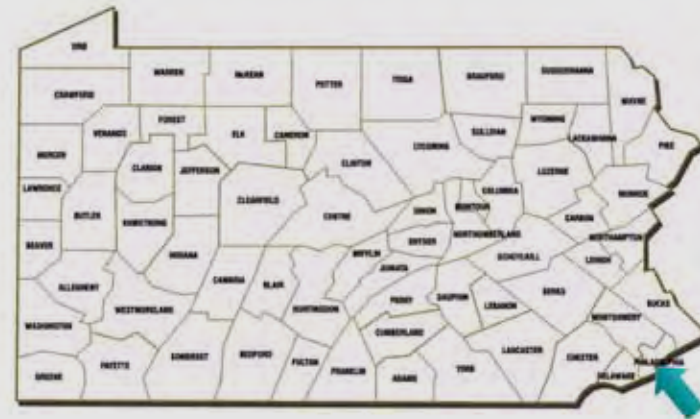 ERIE
CRAWFORD
WARREN
McKEAN
POTTER
TIOGA
BRADFORD
SUSQUEHANNA
WAYNE
MERCER
VENANGO
FOREST
ELK
CAMERON
CLINTON
LYCOMING
SULLIVAN
WYOMING
LACKAWANNA
PIKE
LAWRENCE
CLARION
JEFFERSON
CLEARFIELD
CENTRE
UNION
MONTOUR
COLUMBIA
LUZERNE
MONROE
BUTLER
ARMSTRONG
INDIANA
SNYDER
NORTHUMBERLAND
CARBON
NORTHAMPTON
BEAVER
ALLEGHENY
CAMBRIA
BLAIR
MIFFLIN
JUNIATA
SCHUYLKILL
LEHIGH
WASHINGTON
WESTMORELAND
HUNTINGDON
PERRY
DAUPHIN
LEBANON
BERKS
MONTGOMERY
BUCKS
GREENE
FAYETTE
SOMERSET
BEDFORD
FULTON
FRANKLIN
CUMBERLAND
ADAMS
YORK
LANCASTER
CHESTER
DELAWARE
PHILADELPHIA